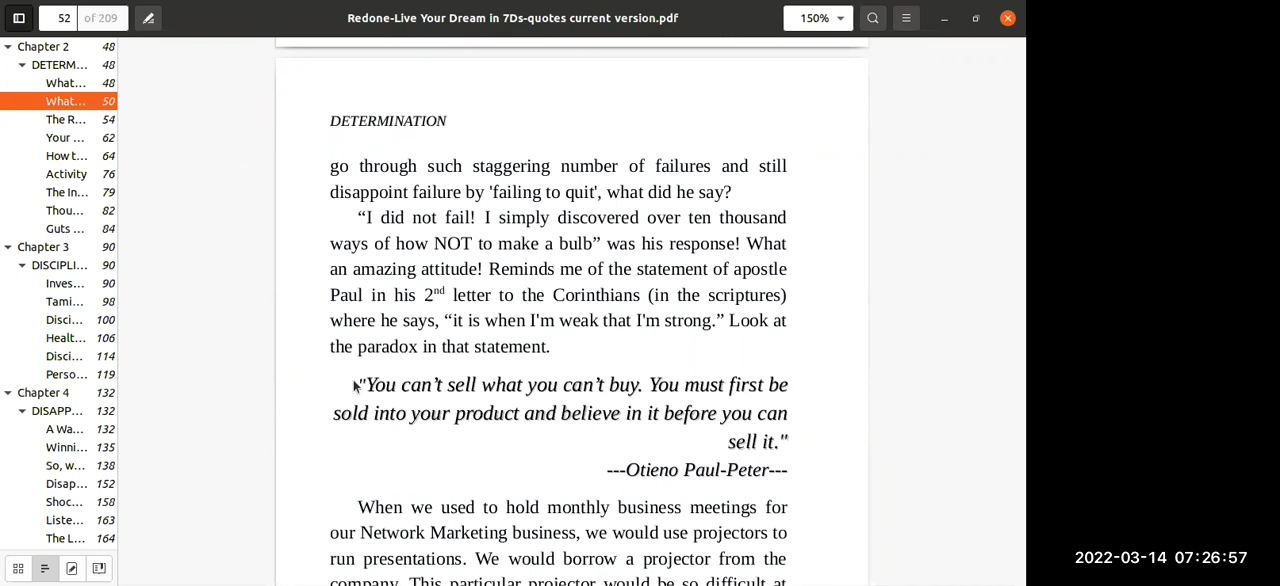 52 of 209
Redone-Live Your Dream in 7Ds-quotes current version.pdf
150%
Chapter 2 48
DETERM... 48
What... 48
What... 50
The R... 54
Your ... 62
How t... 64
Activity 76
The In... 79
Thou... 82
Guts ... 84
Chapter 3 90
DISCIPLI... 90
Inves... 90
Tami... 98
Disci... 100
Healt... 106
Disci... 114
Perso... 119
Chapter 4 132
DISAPP... 132
A Wa... 132
Winni... 135
So, w... 138
Disap... 152
Shoc... 158
Liste... 163
The L... 164
DETERMINATION
go through such staggering number of failures and still
disappoint failure by 'failing to quit', what did he say?
“I did not fail! I simply discovered over ten thousand
ways of how NOT to make a bulb” was his response! What
an amazing attitude! Reminds me of the statement of apostle
Paul in his 2nd letter to the Corinthians (in the scriptures)
where he says, “it is when I'm weak that I'm strong.” Look at
the paradox in that statement.
"You can’t sell what you can’t buy. You must first be
sold into your product and believe in it before you can
sell it."
---Otieno Paul-Peter---
When we used to hold monthly business meetings for
our Network Marketing business, we would use projectors to
run presentations. We would borrow a projector from the
company. This particular projector would be so difficult at
2022-03-14 07:26:57